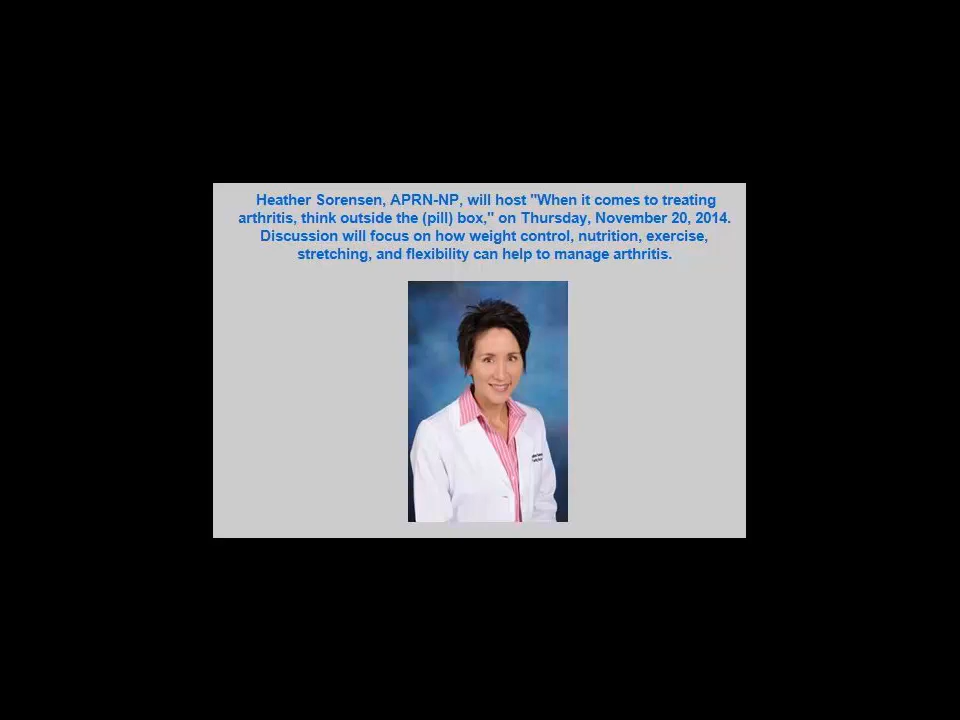 Heather Sorensen, APRN-NP, will host "When it comes to treating
arthritis, think outside the (pill) box," on Thursday, November 20, 2014.
Discussion will focus on how weight control, nutrition, exercise,
stretching, and flexibility can help to manage arthritis.